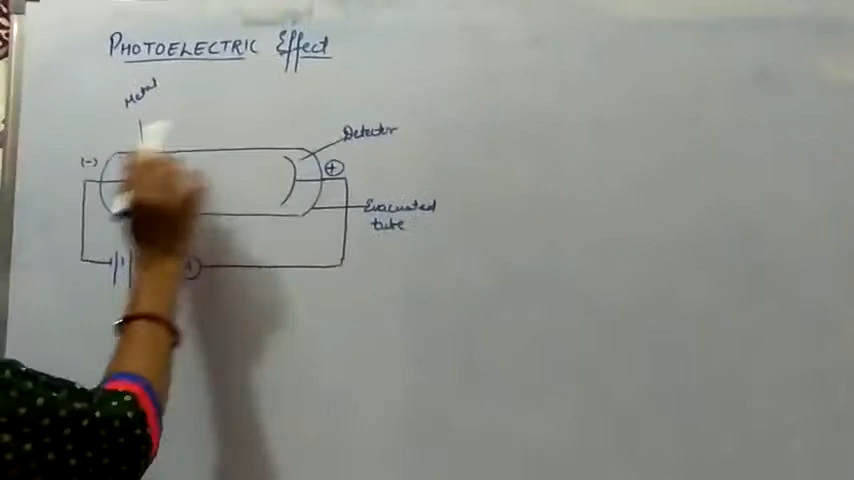 PHOTOELECTRIC Effect
Metal
Detector
(-)
+
Evacuated
tube